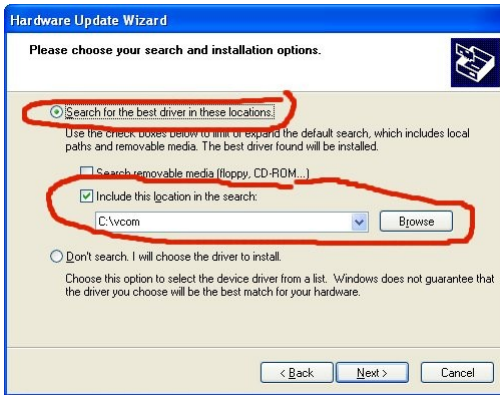 Hardware Update Wizard
Please choose your search and installation options.
Search for the best driver in these locations.
Use the check boxes below to limit or expand the default search, which includes local
paths and removable media. The best driver found will be installed.
Search removable media (floppy, CD-ROM...)
Include this location in the search:
C:\vcom
Browse
Don't search. I will choose the driver to install.
Choose this option to select the device driver from a list. Windows does not guarantee that
the driver you choose will be the best match for your hardware.
< Back
Next >
Cancel